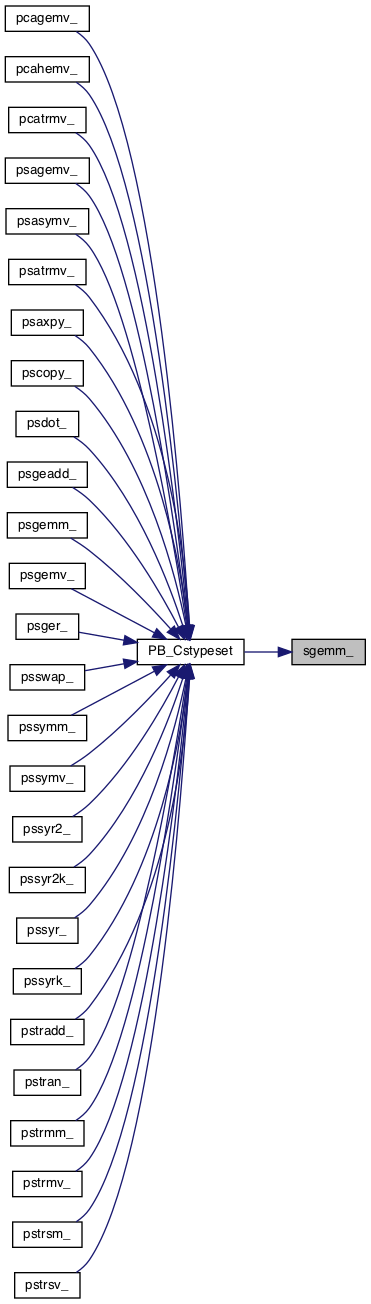 pcagemv_
pcahemv_
pcatrmv_
psagemv_
psasymv_
psatrmv_
psaxpy_
pscopy_
psdot_
psgeadd_
psgemm_
psgemv_
psger_
PB_Cstypeset
sgemm_
psswap_
pssymm_
pssymv_
pssyr2_
pssyr2k_
pssyr_
pssyrk_
pstradd_
pstran_
pstrmm_
pstrmv_
pstrsm_
pstrsv_